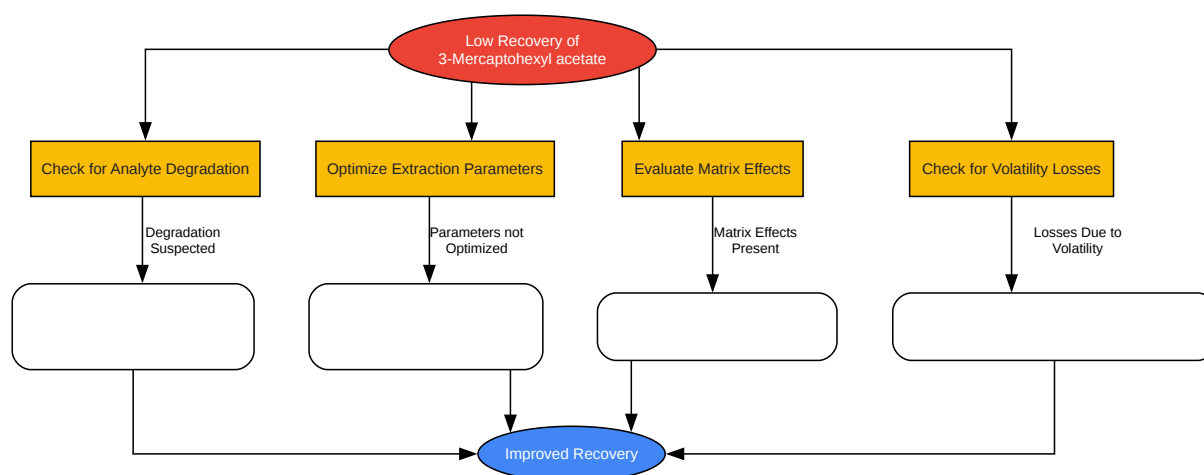 Low Recovery of
3-Mercaptohexyl acetate
Check for Analyte Degradation
Optimize Extraction Parameters
Evaluate Matrix Effects
Check for Volatility Losses
Degradation
Suspected
Parameters not
Optimized
Matrix Effects
Present
Losses Due to
Volatility
Improved Recovery